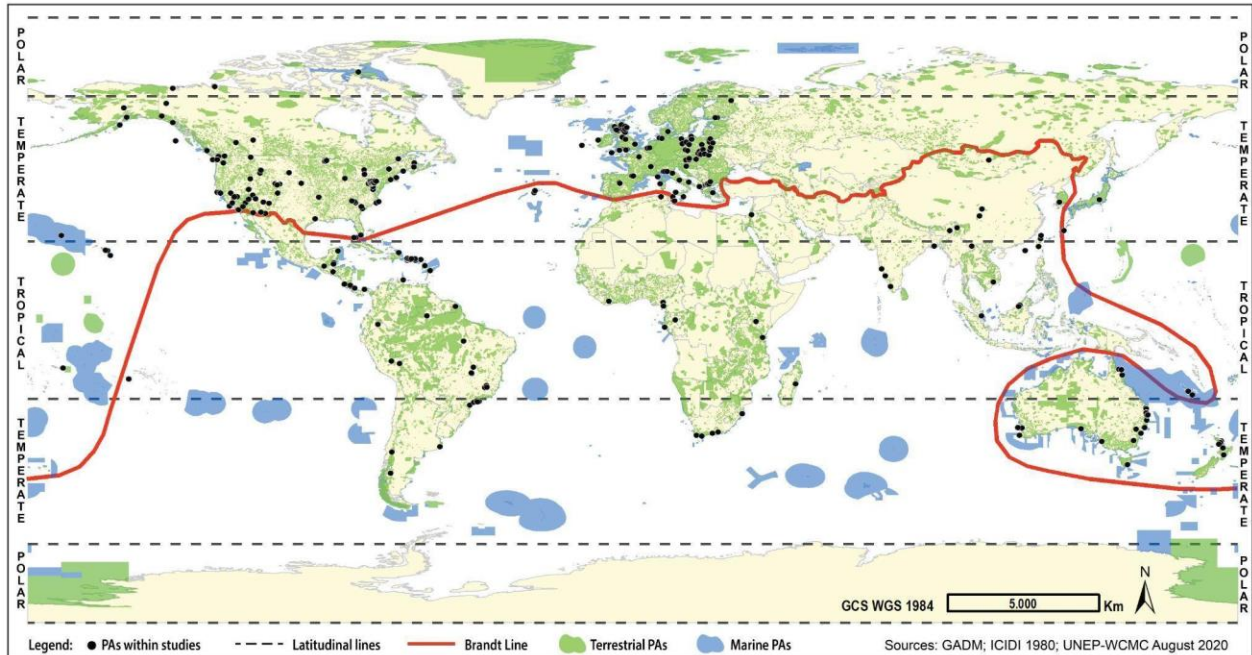 POLAR
TEMPERATE
TROPICAL
TEMPERATE
POLAR
POLAR
TEMPERATE
TROPICAL
TEMPERATE
POLAR
N
GCS WGS 1984 5.000 Km
Legend: PAs within studies Latitudinal lines Brandt Line Terrestrial PAs Marine PAs Sources: GADM; ICIDI 1980; UNEP-WCMC August 2020